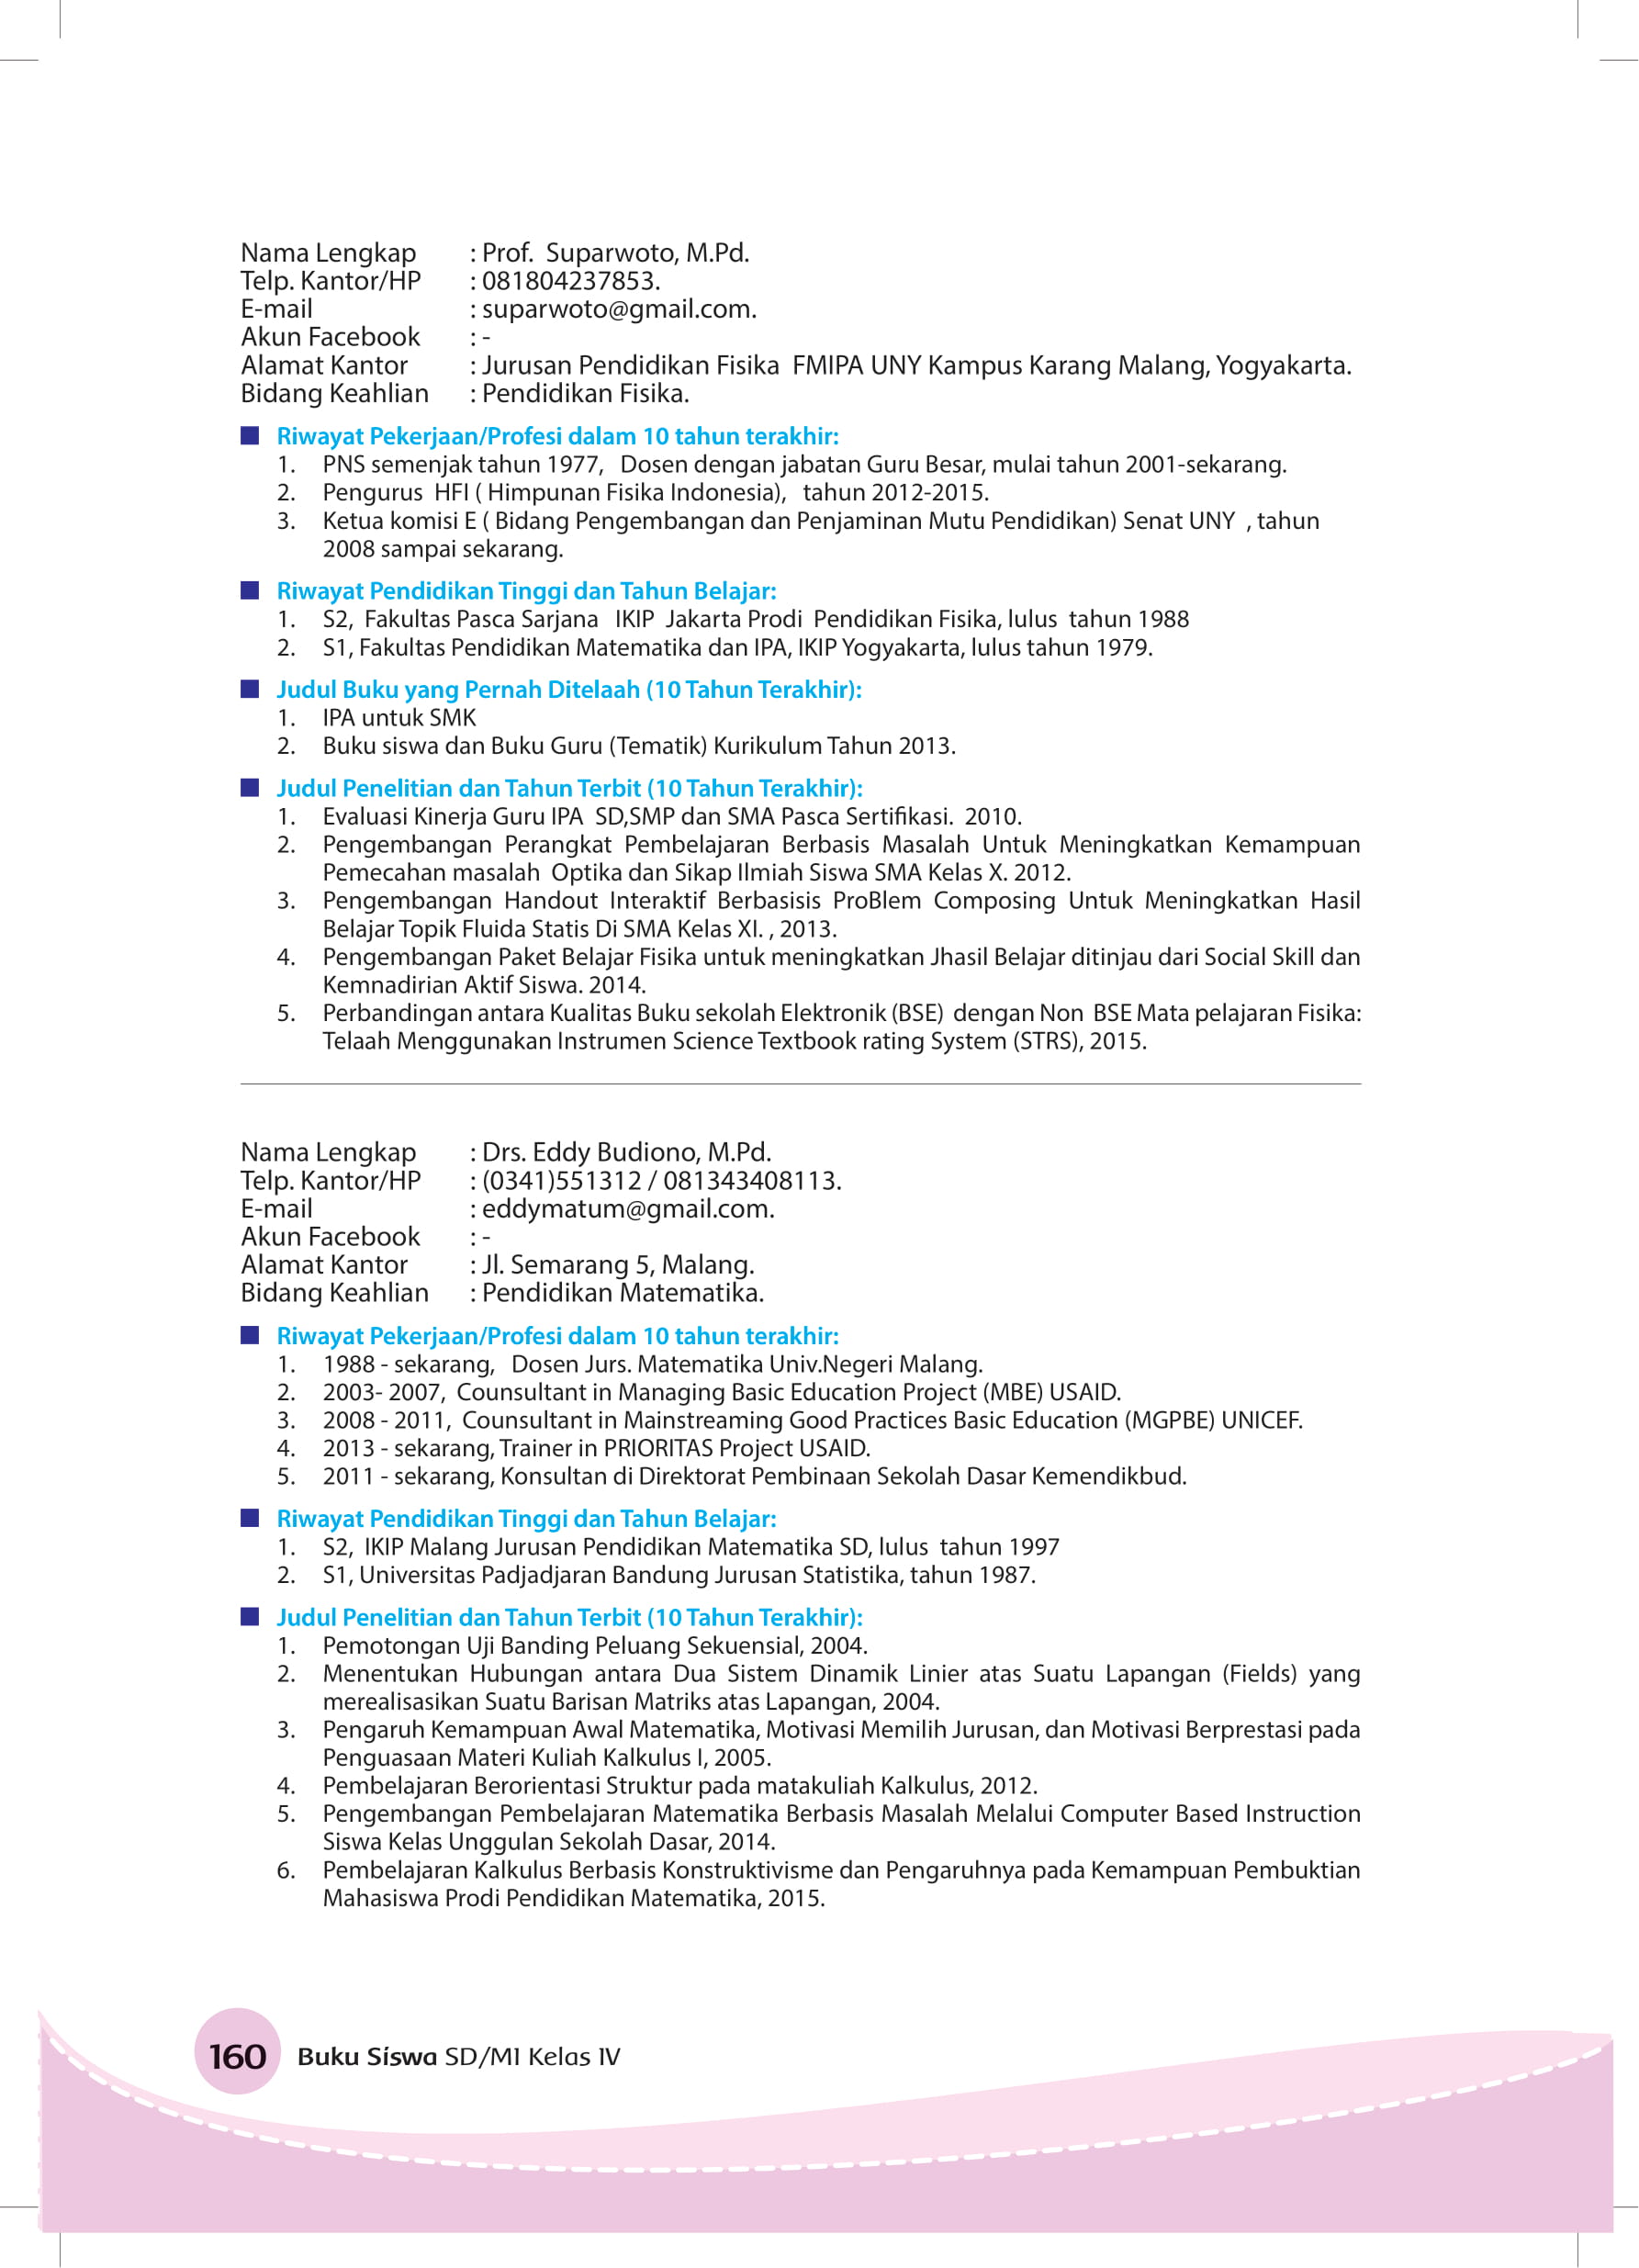 Nama Lengkap : Prof. Suparwoto, M.Pd.
Telp. Kantor/HP : 081804237853.
E-mail : suparwoto@gmail.com.
Akun Facebook : -
Alamat Kantor : Jurusan Pendidikan Fisika FMIPA UNY Kampus Karang Malang, Yogyakarta.
Bidang Keahlian : Pendidikan Fisika.
Riwayat Pekerjaan/Profesi dalam 10 tahun terakhir:
1. PNS semenjak tahun 1977, Dosen dengan jabatan Guru Besar, mulai tahun 2001-sekarang.
2. Pengurus HFI ( Himpunan Fisika Indonesia), tahun 2012-2015.
3. Ketua komisi E ( Bidang Pengembangan dan Penjaminan Mutu Pendidikan) Senat UNY , tahun
2008 sampai sekarang.
Riwayat Pendidikan Tinggi dan Tahun Belajar:
1. S2, Fakultas Pasca Sarjana IKIP Jakarta Prodi Pendidikan Fisika, lulus tahun 1988
2. S1, Fakultas Pendidikan Matematika dan IPA, IKIP Yogyakarta, lulus tahun 1979.
Judul Buku yang Pernah Ditelaah (10 Tahun Terakhir):
1. IPA untuk SMK
2. Buku siswa dan Buku Guru (Tematik) Kurikulum Tahun 2013.
Judul Penelitian dan Tahun Terbit (10 Tahun Terakhir):
1. Evaluasi Kinerja Guru IPA SD,SMP dan SMA Pasca Sertifikasi. 2010.
2. Pengembangan Perangkat Pembelajaran Berbasis Masalah Untuk Meningkatkan Kemampuan
Pemecahan masalah Optika dan Sikap Ilmiah Siswa SMA Kelas X. 2012.
3. Pengembangan Handout Interaktif Berbasisis ProBlem Composing Untuk Meningkatkan Hasil
Belajar Topik Fluida Statis Di SMA Kelas XI. , 2013.
4. Pengembangan Paket Belajar Fisika untuk meningkatkan Jhasil Belajar ditinjau dari Social Skill dan
Kemnadirian Aktif Siswa. 2014.
5. Perbandingan antara Kualitas Buku sekolah Elektronik (BSE) dengan Non BSE Mata pelajaran Fisika:
Telaah Menggunakan Instrumen Science Textbook rating System (STRS), 2015.
Nama Lengkap : Drs. Eddy Budiono, M.Pd.
Telp. Kantor/HP : (0341)551312 / 081343408113.
E-mail : eddymatum@gmail.com.
Akun Facebook : -
Alamat Kantor : Jl. Semarang 5, Malang.
Bidang Keahlian : Pendidikan Matematika.
Riwayat Pekerjaan/Profesi dalam 10 tahun terakhir:
1. 1988 - sekarang, Dosen Jurs. Matematika Univ.Negeri Malang.
2. 2003- 2007, Counsultant in Managing Basic Education Project (MBE) USAID.
3. 2008 - 2011, Counsultant in Mainstreaming Good Practices Basic Education (MGPBE) UNICEF.
4. 2013 - sekarang, Trainer in PRIORITAS Project USAID.
5. 2011 - sekarang, Konsultan di Direktorat Pembinaan Sekolah Dasar Kemendikbud.
Riwayat Pendidikan Tinggi dan Tahun Belajar:
1. S2, IKIP Malang Jurusan Pendidikan Matematika SD, lulus tahun 1997
2. S1, Universitas Padjadjaran Bandung Jurusan Statistika, tahun 1987.
Judul Penelitian dan Tahun Terbit (10 Tahun Terakhir):
1. Pemotongan Uji Banding Peluang Sekuensial, 2004.
2. Menentukan Hubungan antara Dua Sistem Dinamik Linier atas Suatu Lapangan (Fields) yang
merealisasikan Suatu Barisan Matriks atas Lapangan, 2004.
3. Pengaruh Kemampuan Awal Matematika, Motivasi Memilih Jurusan, dan Motivasi Berprestasi pada
Penguasaan Materi Kuliah Kalkulus I, 2005.
4. Pembelajaran Berorientasi Struktur pada matakuliah Kalkulus, 2012.
5. Pengembangan Pembelajaran Matematika Berbasis Masalah Melalui Computer Based Instruction
Siswa Kelas Unggulan Sekolah Dasar, 2014.
6. Pembelajaran Kalkulus Berbasis Konstruktivisme dan Pengaruhnya pada Kemampuan Pembuktian
Mahasiswa Prodi Pendidikan Matematika, 2015.
160 Buku Siswa SD/MI Kelas IV